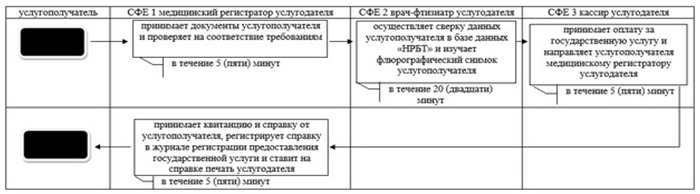 услугополучатель СФЕ 1 медицинский регистратор услугодателя СФЕ 2 врач-фтизиатр услугодателя СФЕ 3 кассир услугодателя
принимает документы услугополучателя
и проверяет на соответствие требованиям
в течение 5 (пяти) минут
осуществляет сверку данных
услугополучателя в базе данных
«НРБТ» и изучает
флюрографический снимок
услугополучателя
в течение 20 (двадцати)
минут
принимает оплату за
государственную услугу и
направляет услугополучателя
медицинскому регистратору
услугодателя
в течение 5 (пяти) минут
принимает квитанцию и справку от
услугополучателя, регистрирует справку
в журнале регистрации предоставления
государственной услуги и ставит на
справке печать услугодателя
в течение 5 (пяти) минут